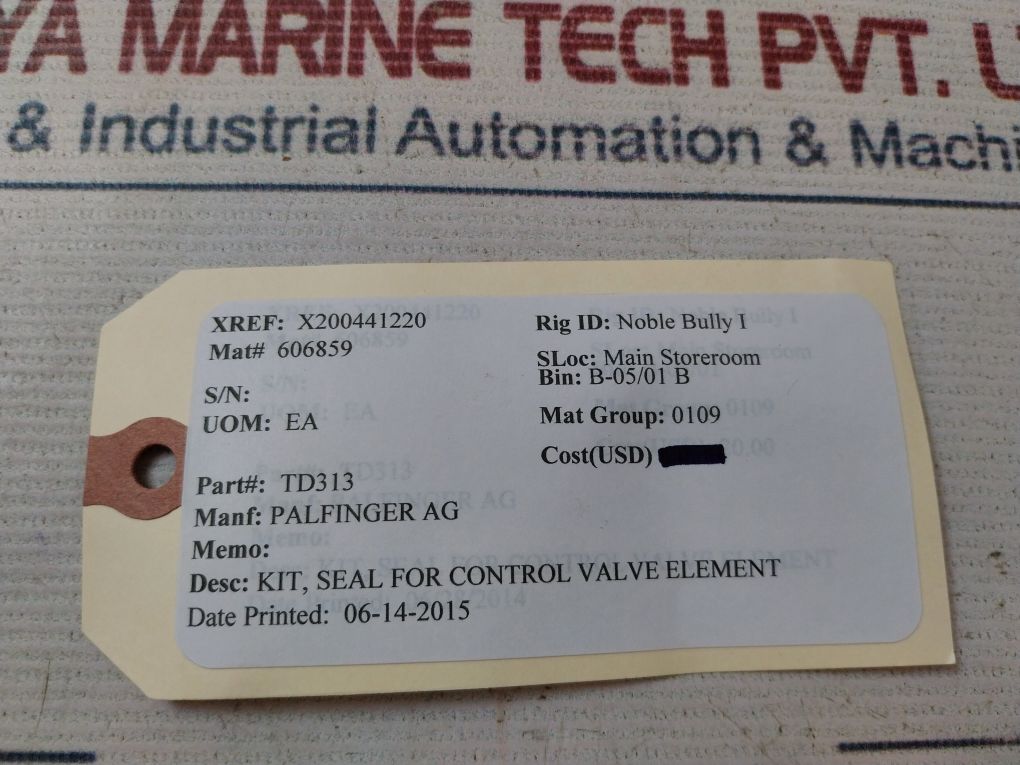 YA MARINE TECH PVT. L
& Industrial Automation & Machi
XREF: X200441220
Mat# 606859
S/N:
UOM: EA
Part#: TD313
Manf: PALFINGER AG
Memo:
Desc: KIT, SEAL FOR CONTROL VALVE ELEMENT
Date Printed: 06-14-2015
Rig ID: Noble Bully I
SLoc: Main Storeroom
Bin: B-05/01 B
Mat Group: 0109
Cost(USD)